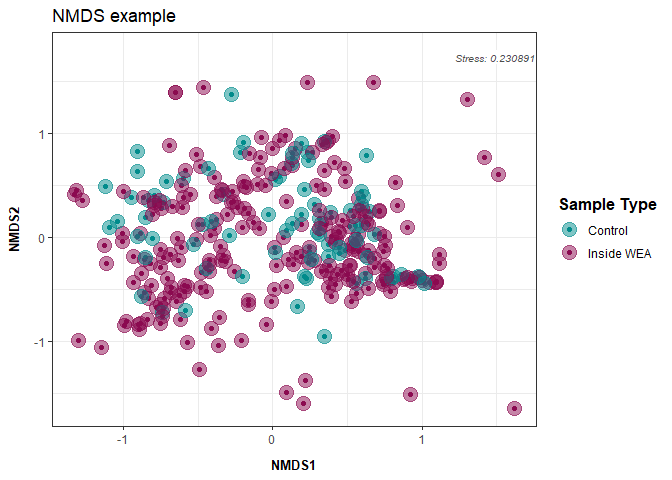 NMDS example
Stress: 0.230891
1
0
-1
NMDS2
-1
0
1
NMDS1
Sample Type
Control
Inside WEA